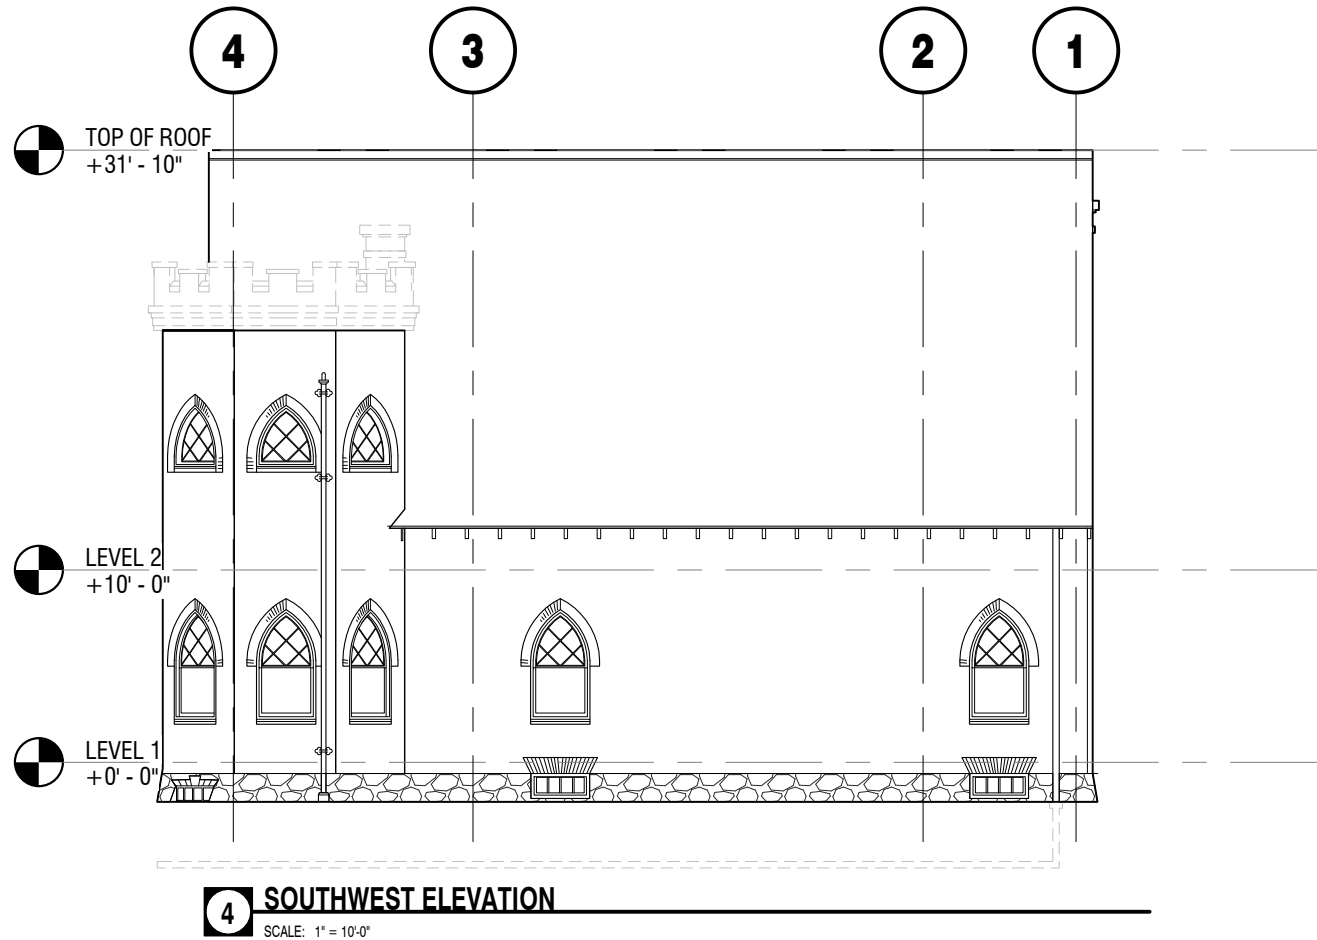 4 3 2 1
TOP OF ROOF
+31' - 10"
LEVEL 2
+10' - 0"
LEVEL 1
+0' - 0"
4 SOUTHWEST ELEVATION
SCALE: 1" = 10'-0"